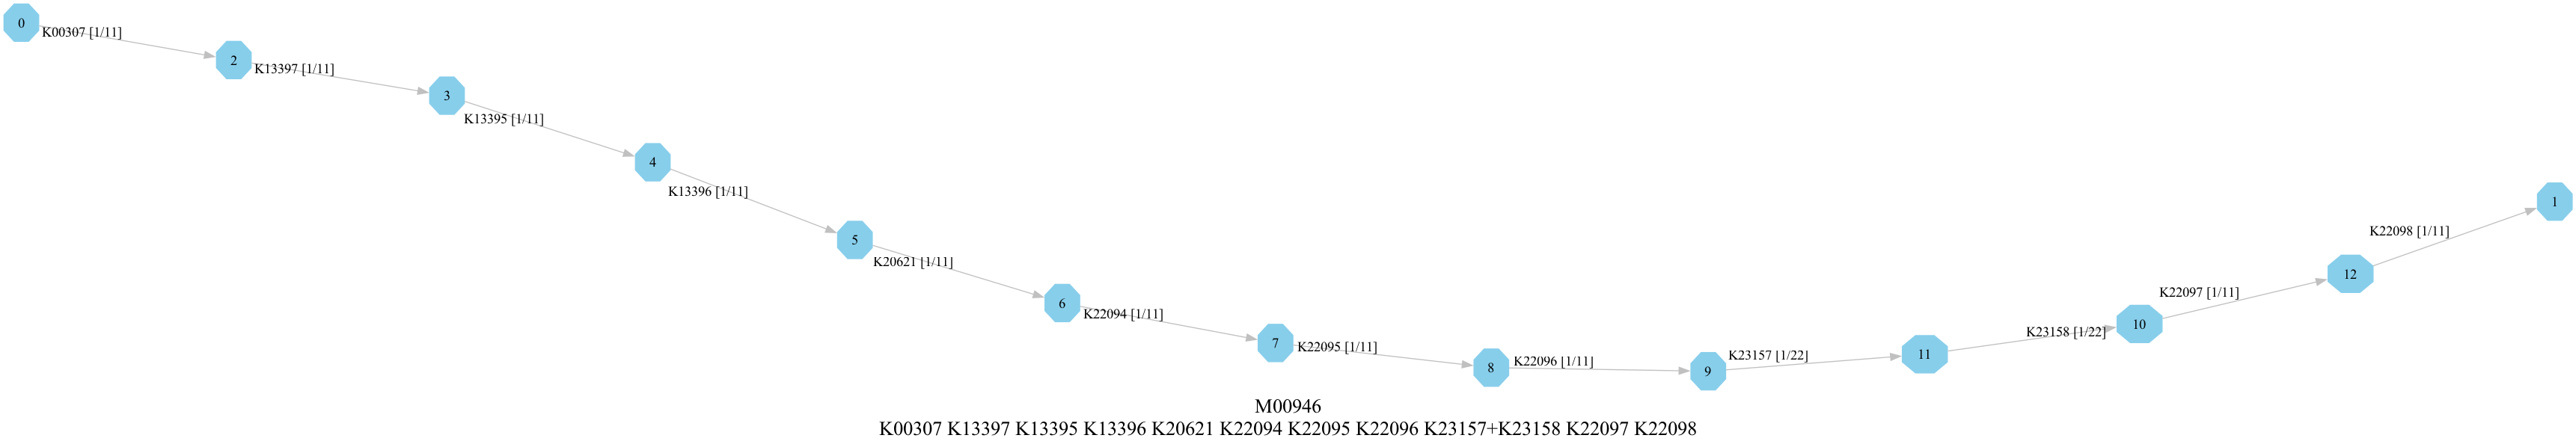 0
K00307 [1/11]
2
K13397 [1/11]
3
K13395 [1/11]
4
K13396 [1/11]
5
K20621 [1/11]
6
K22094 [1/11]
7
K22095 [1/11]
8
K22096 [1/11]
9
K23157 [1/22]
11
K23158 [1/22]
10
K22097 [1/11]
12
K22098 [1/11]
1
M00946
K00307 K13397 K13395 K13396 K20621 K22094 K22095 K22096 K23157+K23158 K22097 K22098